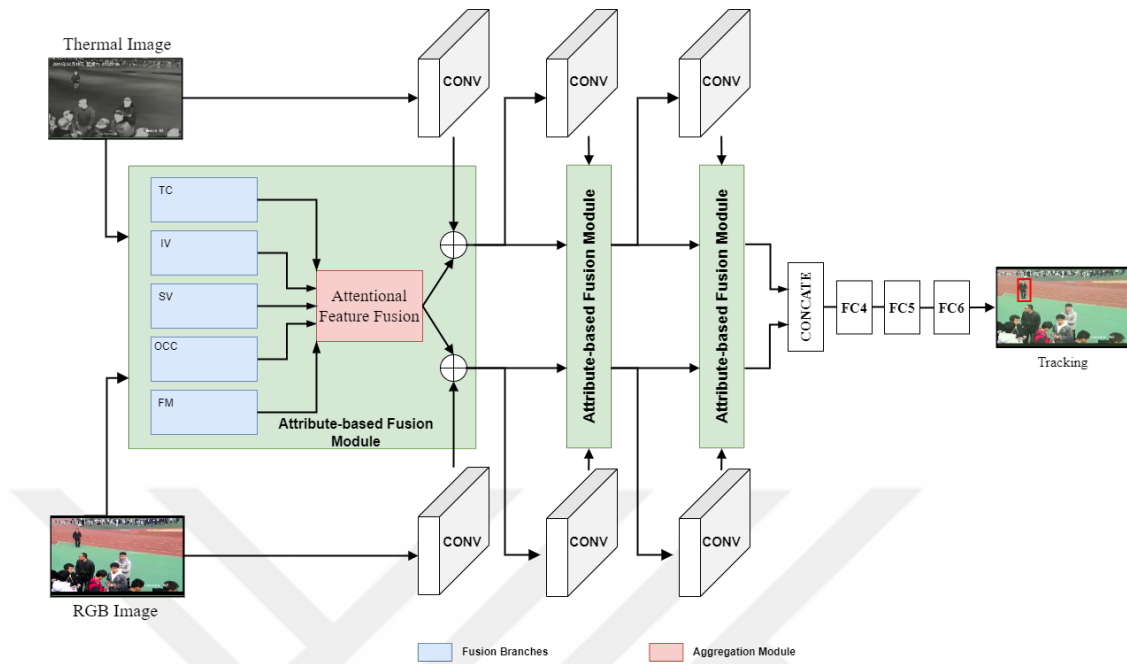 Thermal Image
CONV
CONV
CONV
TC
IV
SV
OCC
FM
Attentional
Feature Fusion
Attribute-based Fusion
Module
Attribute-based Fusion Module
Attribute-based Fusion Module
CONCATE
FC4
FC5
FC6
Tracking
CONV
CONV
CONV
RGB Image
Fusion Branches
Aggregation Module